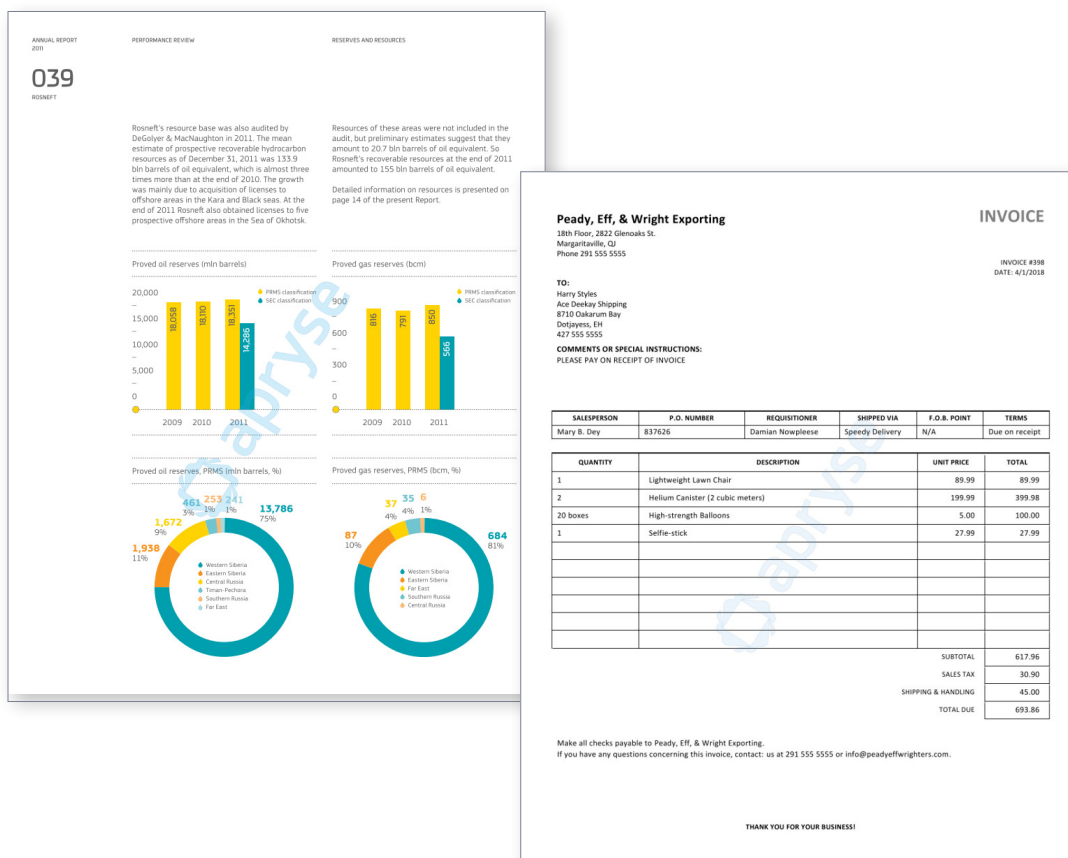 ANNUAL REPORT
2011
PERFORMANCE REVIEW
RESERVES AND RESOURCES
039
ROSNEFT
Rosneft's resource base was also audited by
DeGolyer & MacNaughton in 2011. The mean
estimate of prospective recoverable hydrocarbon
resources as of December 31, 2011 was 133.9
bln barrels of oil equivalent, which is almost three
times more than at the end of 2010. The growth
was mainly due to acquisition of licenses to
offshore areas in the Kara and Black seas. At the
end of 2011 Rosneft also obtained licenses to five
prospective offshore areas in the Sea of Okhotsk.
Resources of these areas were not included in the
audit, but preliminary estimates suggest that they
amount to 20.7 bln barrels of oil equivalent. So
Rosneft's recoverable resources at the end of 2011
amounted to 155 bln barrels of oil equivalent.
Detailed information on resources is presented on
page 14 of the present Report.
Proved oil reserves (mln barrels)
PRMS classification
SEC classification
20,000
–
15,000
–
10,000
–
5,000
–
0
18,058
18,110
18,351
14,286
2009 2010 2011
Proved gas reserves (bcm)
PRMS classification
SEC classification
900
–
600
–
300
–
0
816
791
850
566
2009 2010 2011
Proved oil reserves, PRMS (mln barrels, %)
13,786
75%
1,938
11%
1,672
9%
461
3%
253
1%
241
1%
Western Siberia
Eastern Siberia
Central Russia
Timan-Pechora
Southern Russia
Far East
Proved gas reserves, PRMS (bcm, %)
684
81%
87
10%
37
4%
35
4%
6
1%
Western Siberia
Eastern Siberia
Far East
Southern Russia
Central Russia
apryse
Peady, Eff, & Wright Exporting
INVOICE
18th Floor, 2822 Glenoaks St.
Margaritaville, QJ
Phone 291 555 5555
INVOICE #398
DATE: 4/1/2018
TO:
Harry Styles
Ace Deekay Shipping
8710 Oakarum Bay
Dotjayess, EH
427 555 5555
COMMENTS OR SPECIAL INSTRUCTIONS:
PLEASE PAY ON RECEIPT OF INVOICE
SALESPERSON P.O. NUMBER REQUISITIONER SHIPPED VIA F.O.B. POINT TERMS
Mary B. Dey 837626 Damian Nowpleese Speedy Delivery N/A Due on receipt
QUANTITY DESCRIPTION UNIT PRICE TOTAL
1 Lightweight Lawn Chair 89.99 89.99
2 Helium Canister (2 cubic meters) 199.99 399.98
20 boxes High-strength Balloons 5.00 100.00
1 Selfie-stick 27.99 27.99
SUBTOTAL 617.96
SALES TAX 30.90
SHIPPING & HANDLING 45.00
TOTAL DUE 693.86
apryse
Make all checks payable to Peady, Eff, & Wright Exporting.
If you have any questions concerning this invoice, contact: us at 291 555 5555 or info@peadyeffwrighters.com.
THANK YOU FOR YOUR BUSINESS!